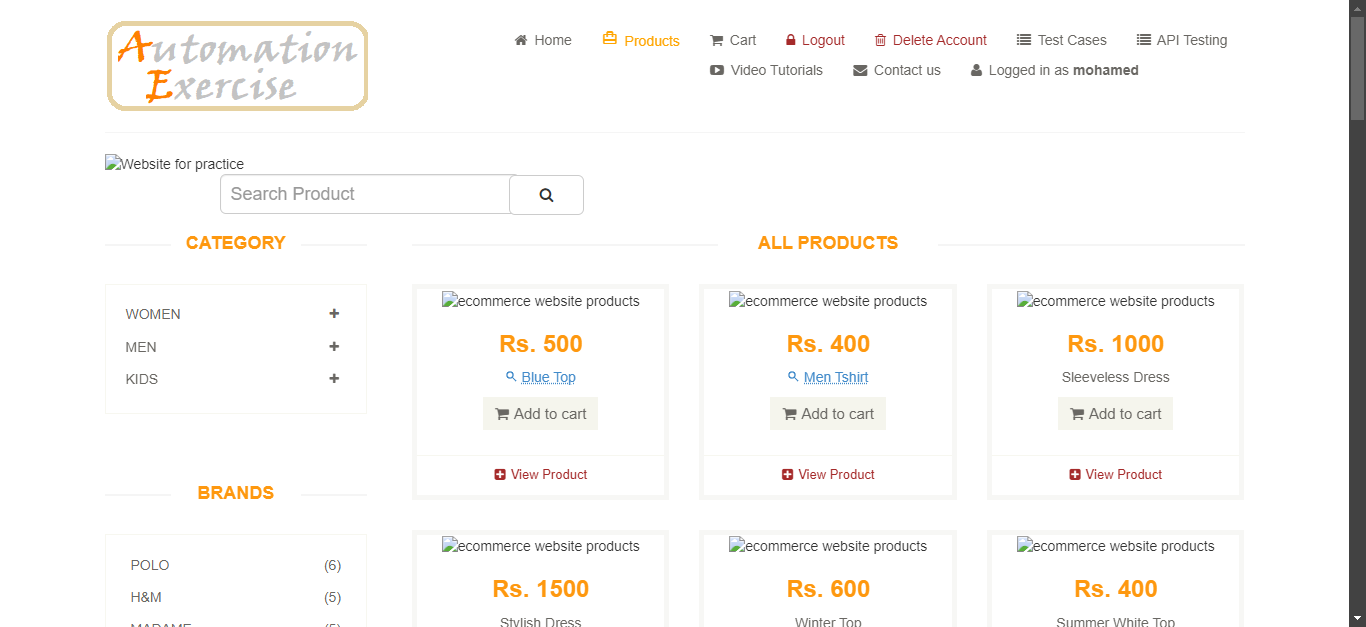 Automation
Exercise
Home Products Cart Logout Delete Account Test Cases API Testing
Video Tutorials Contact us Logged in as mohamed
Website for practice
Search Product
CATEGORY
ALL PRODUCTS
WOMEN
MEN
KIDS
ecommerce website products ecommerce website products ecommerce website products
Rs. 500 Rs. 400 Rs. 1000
Blue Top Men Tshirt Sleeveless Dress
Add to cart Add to cart Add to cart
View Product View Product View Product
BRANDS
POLO (6)
H&M (5)
MADAME (5)
ecommerce website products ecommerce website products ecommerce website products
Rs. 1500 Rs. 600 Rs. 400
Stylish Dress Winter Top Summer White Top